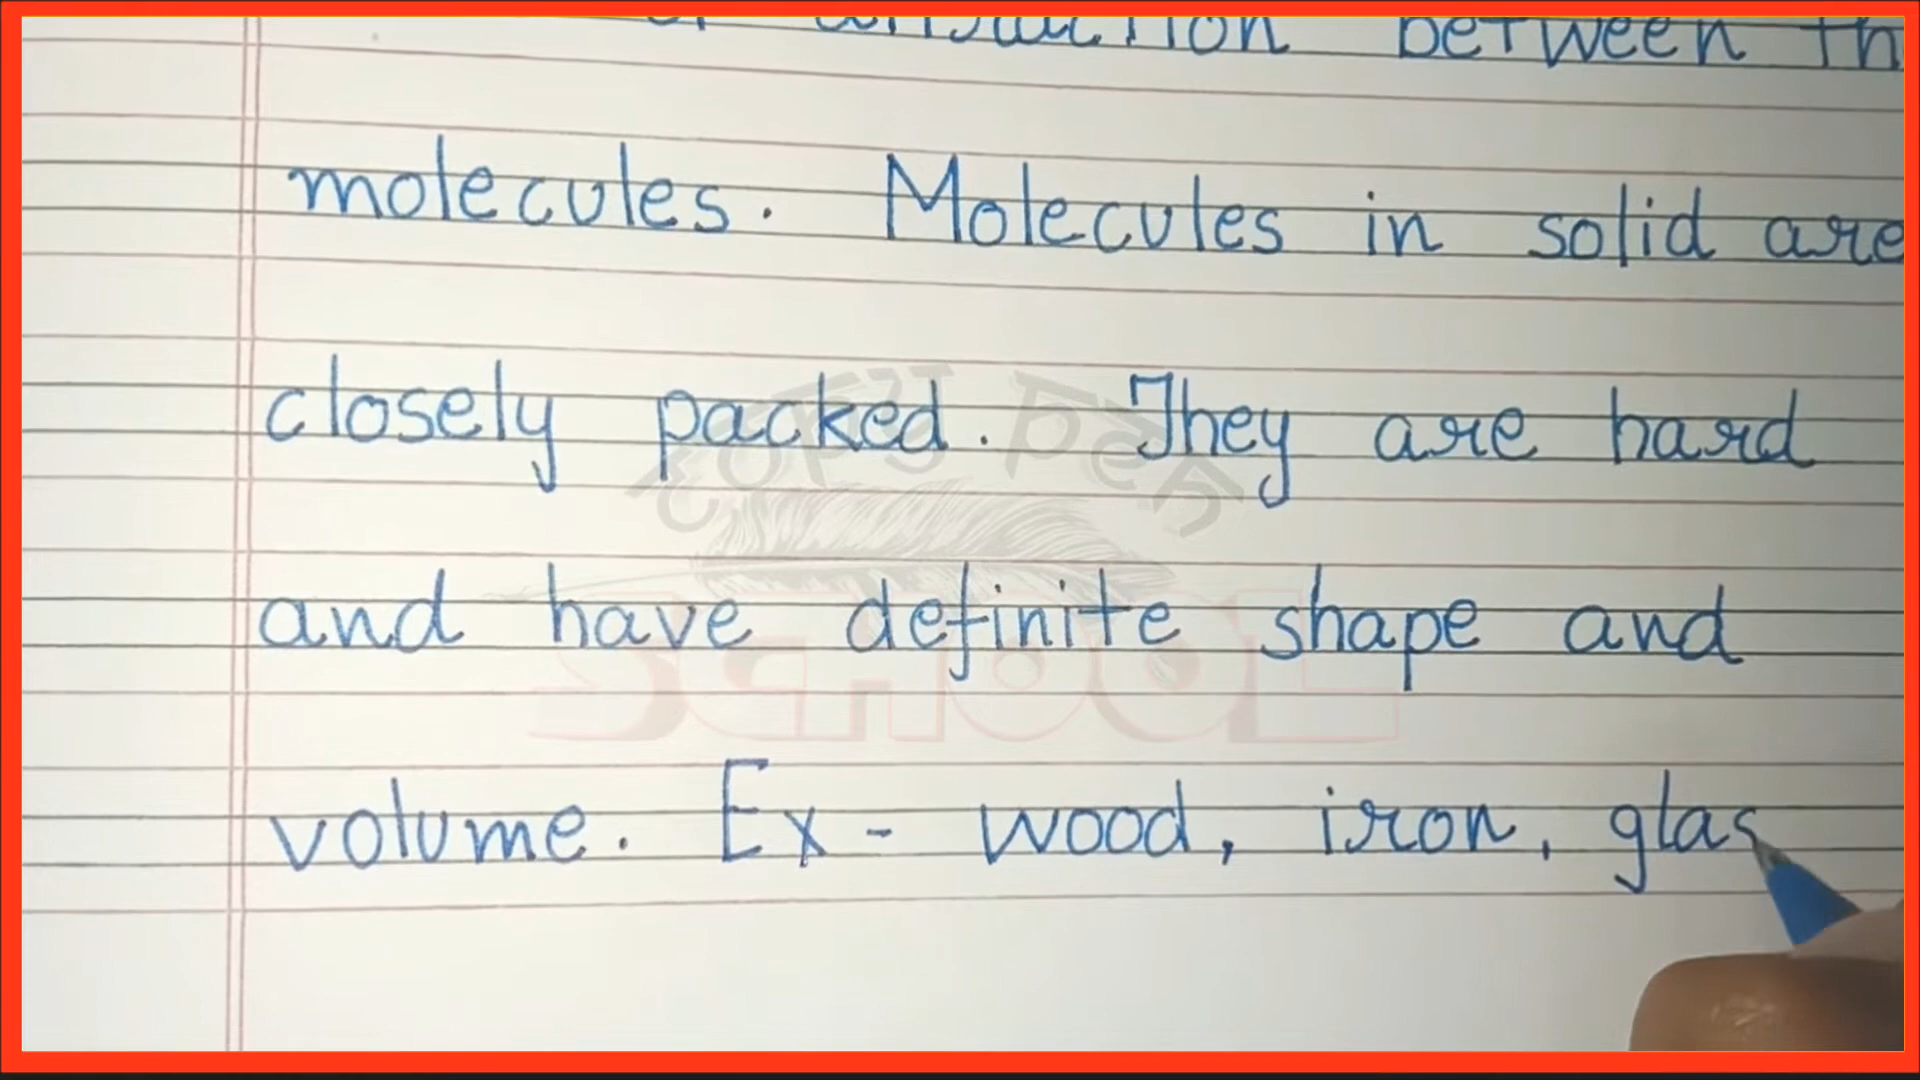 between
molecules. Molecules in solid are
closely packed. They are hard
and have definite shape and
volume. Ex - wood, iron, glas
कॉपी पेन
SCHOOL